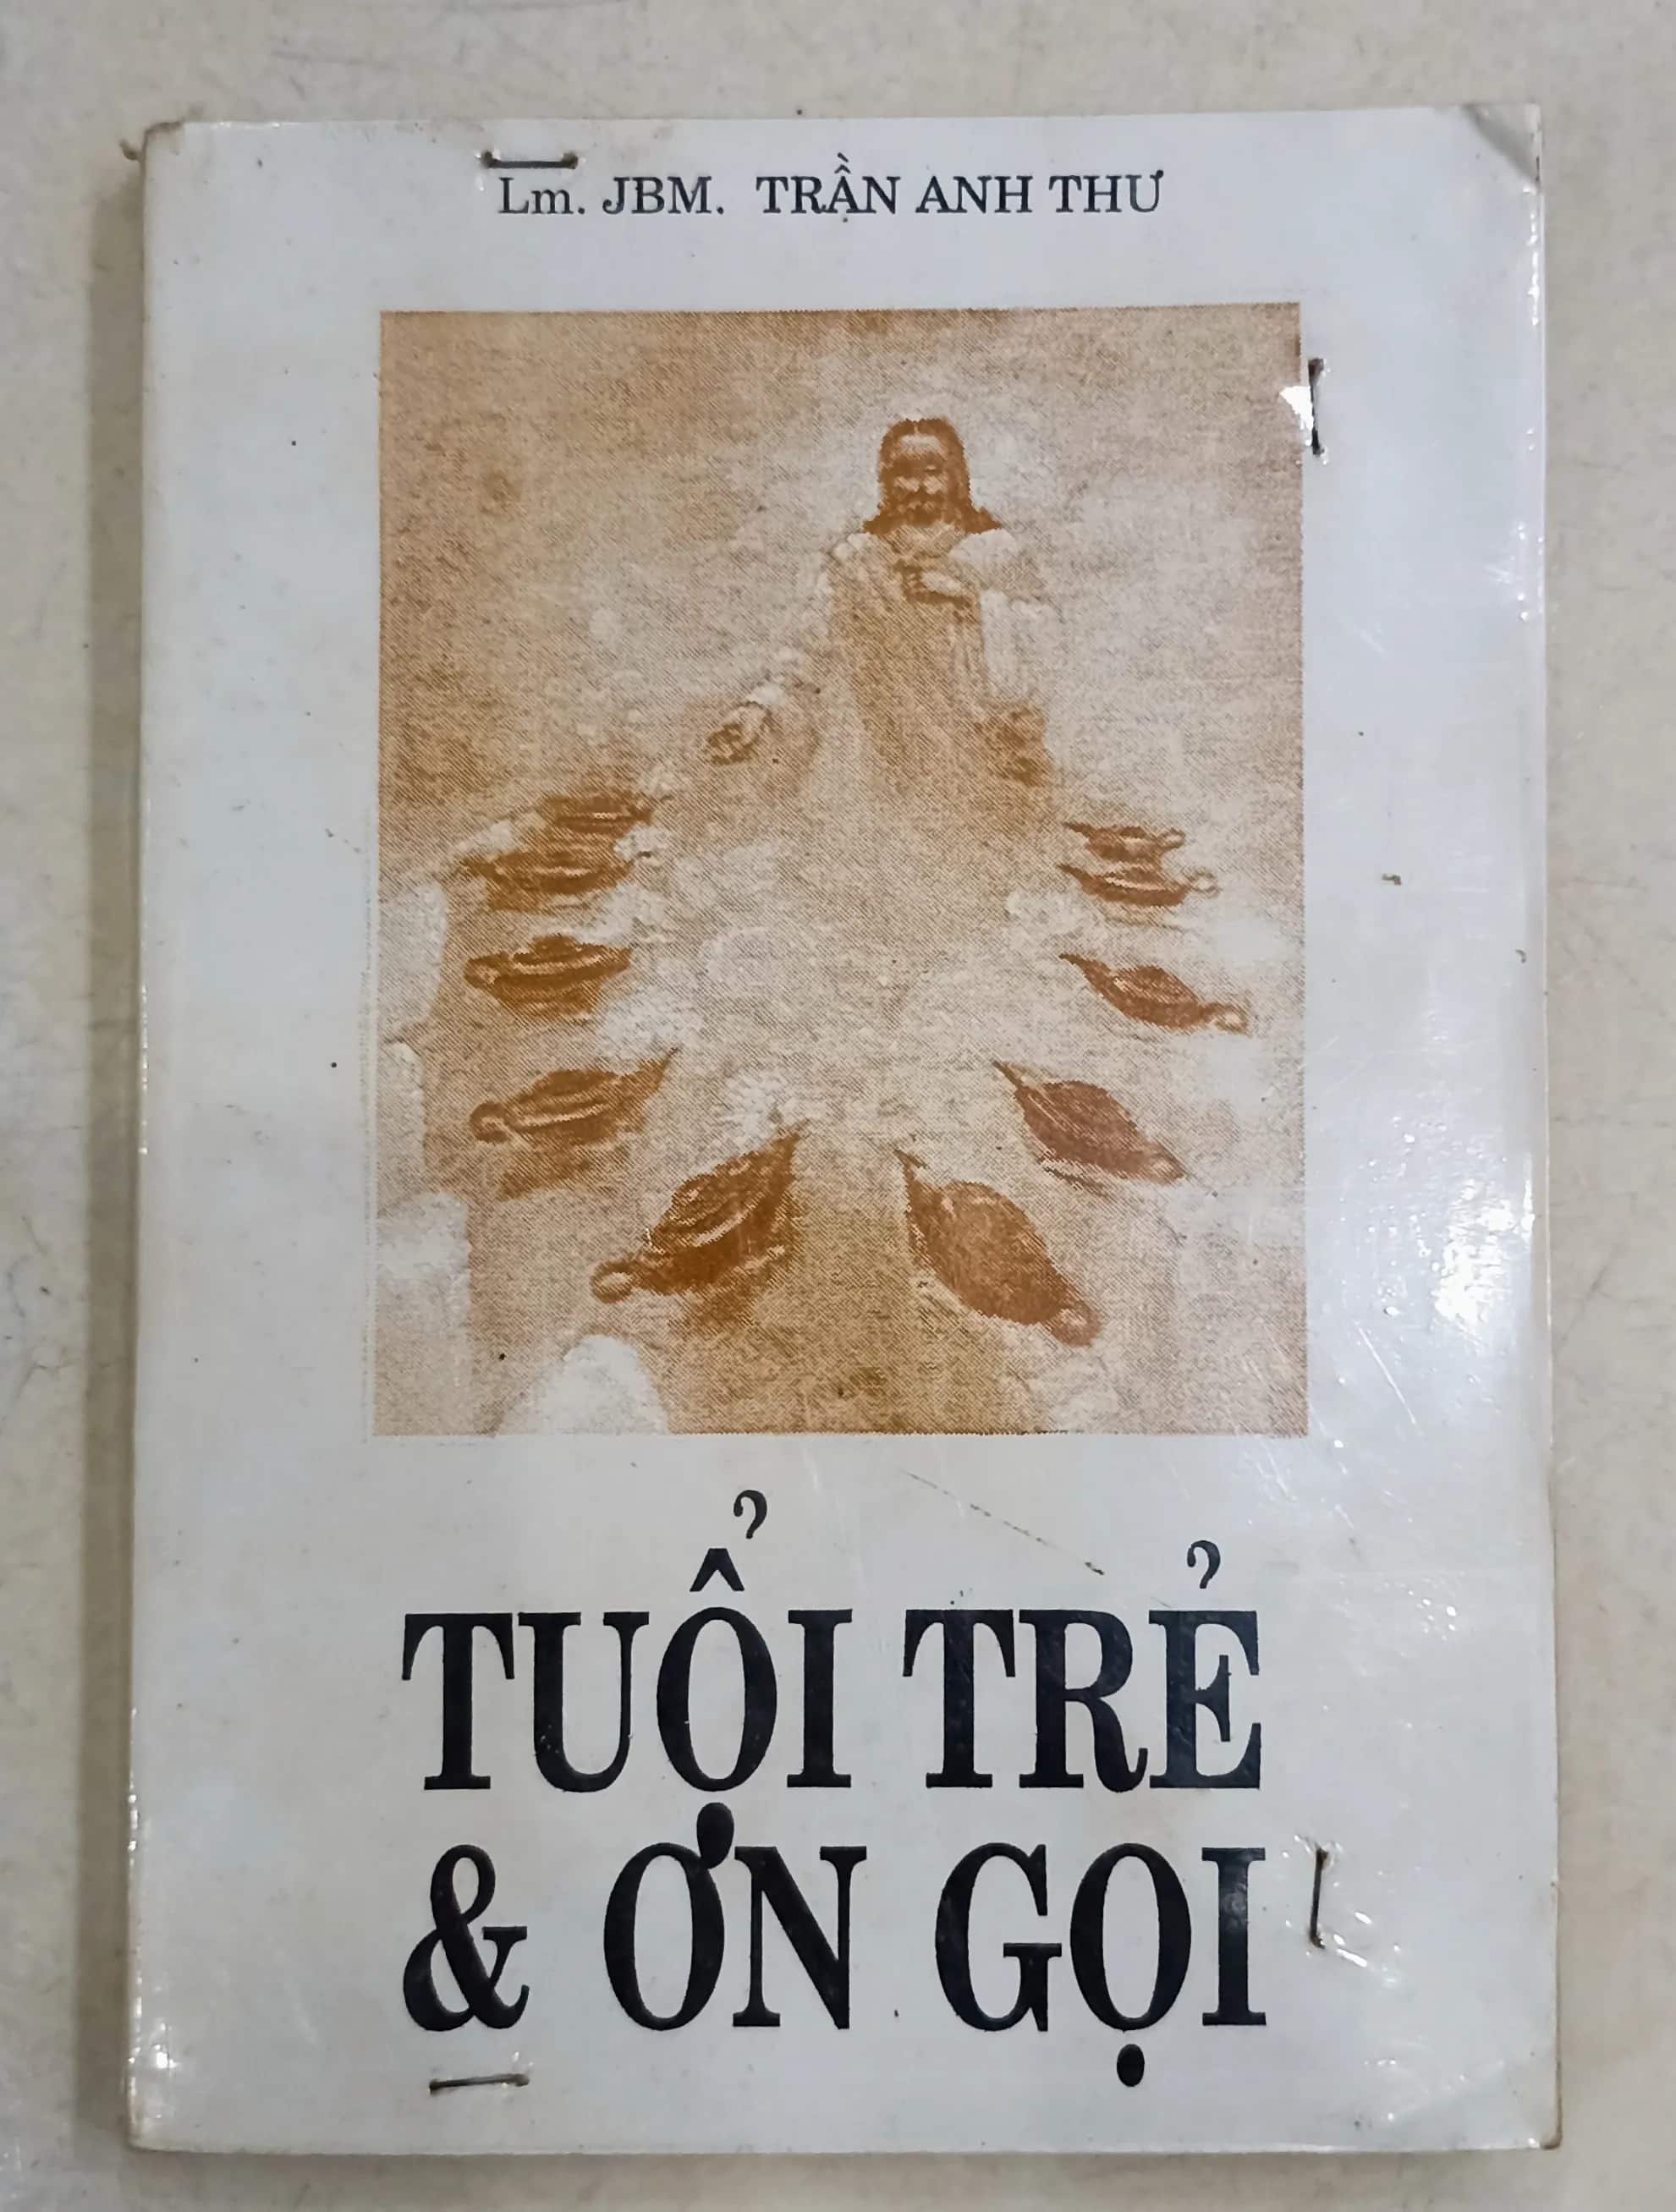 Lm. JBM. TRẦN ANH THƯ
TUỔI TRẺ
& ƠN GỌI